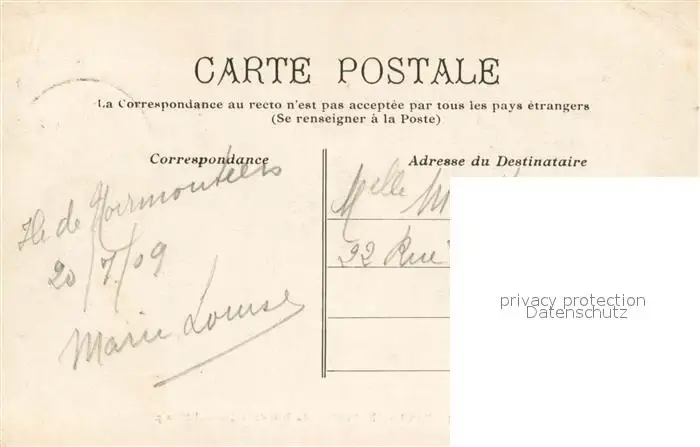 CARTE POSTALE
La Correspondance au recto n'est pas acceptée par tous les pays étrangers
(Se renseigner à la Poste)
Correspondance
Adresse du Destinataire
Ile de Noirmoutiers
20/7/09
Marie Louise
Melle
92 Rue
privacy protection
Datenschutz